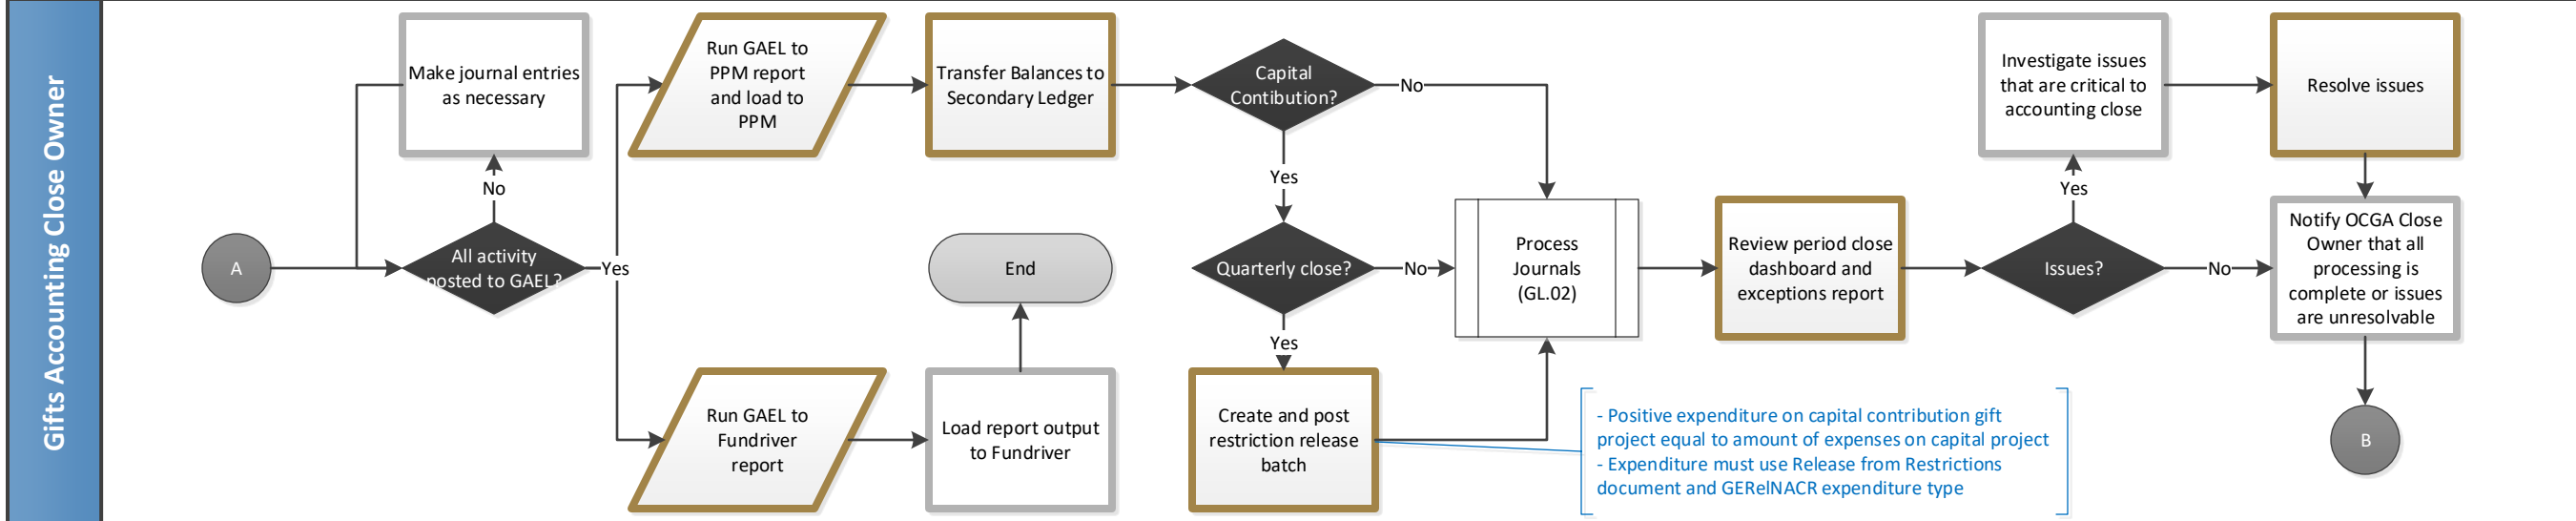 Gifts Accounting Close Owner
A
All activity
posted to GAEL?
No
Make journal entries
as necessary
Yes
Run GAEL to
PPM report
and load to
PPM
Transfer Balances to
Secondary Ledger
Capital
Contibution?
No
Yes
Quarterly close?
No
Yes
Create and post
restriction release
batch
- Positive expenditure on capital contribution gift
project equal to amount of expenses on capital project
- Expenditure must use Release from Restrictions
document and GERelNACR expenditure type
Run GAEL to
Fundriver
report
Load report output
to Fundriver
End
Process
Journals
(GL.02)
Review period close
dashboard and
exceptions report
Issues?
Yes
Investigate issues
that are critical to
accounting close
Resolve issues
No
Notify OCGA Close
Owner that all
processing is
complete or issues
are unresolvable
B